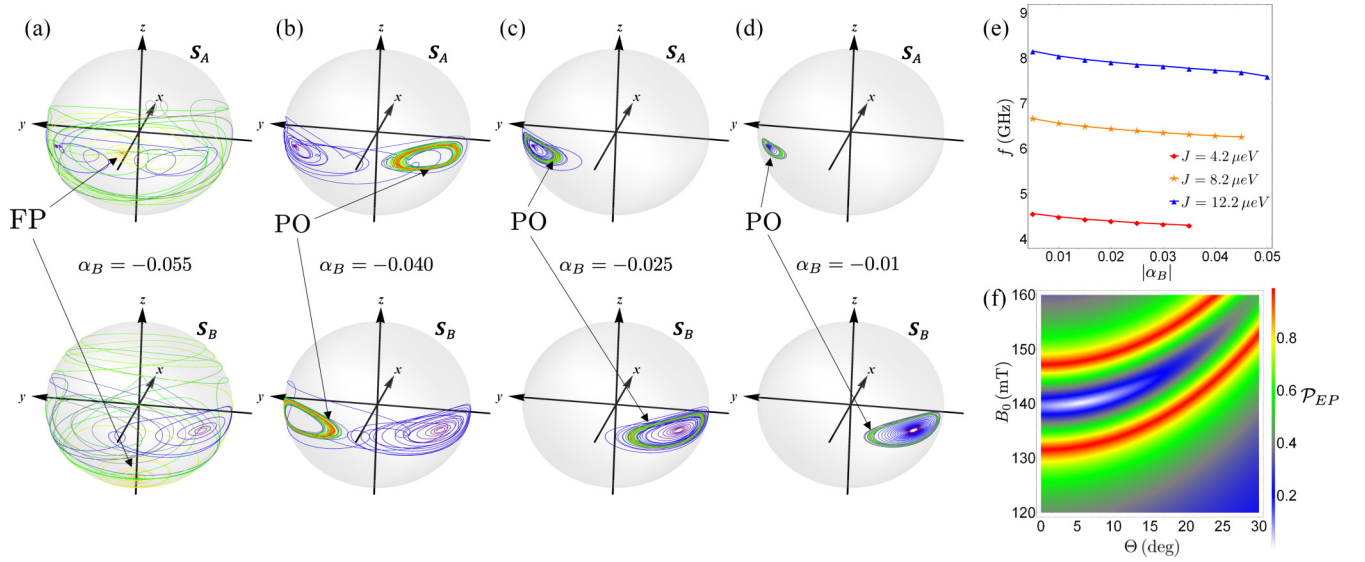 (a)
z
S_A
x
y
FP
α_B = −0.055
z
S_B
x
y
(b)
z
S_A
x
y
PO
α_B = −0.040
z
S_B
x
y
(c)
z
S_A
x
y
PO
α_B = −0.025
z
S_B
x
y
(d)
z
S_A
x
y
PO
α_B = −0.01
z
S_B
x
y
(e)
9
8
7
6
5
4
f (GHz)
J = 4.2 μeV
J = 8.2 μeV
J = 12.2 μeV
0.01 0.02 0.03 0.04 0.05
|α_B|
(f)
160
150
140
130
120
B_0 (mT)
0 5 10 15 20 25 30
Θ (deg)
0.8
0.6
0.4
0.2
𝒫_EP